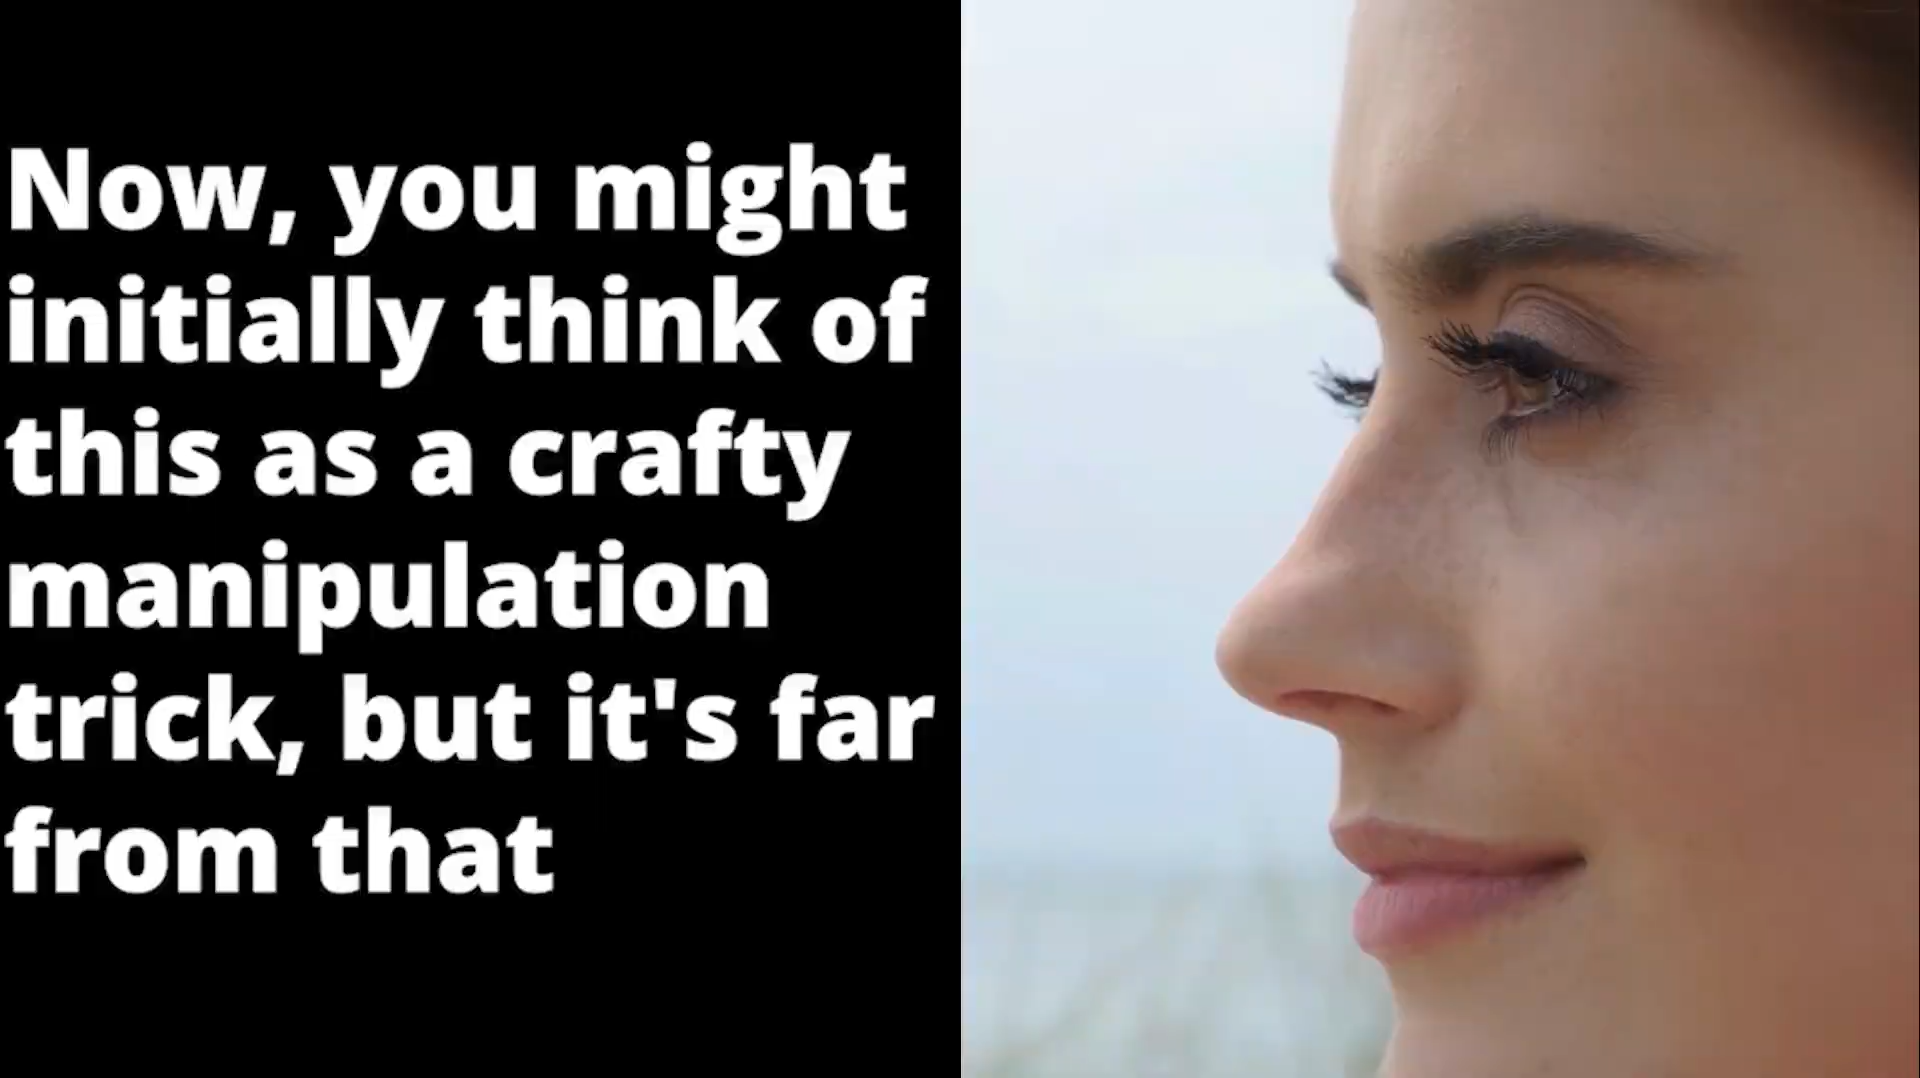 Now, you might
initially think of
this as a crafty
manipulation
trick, but it's far
from that